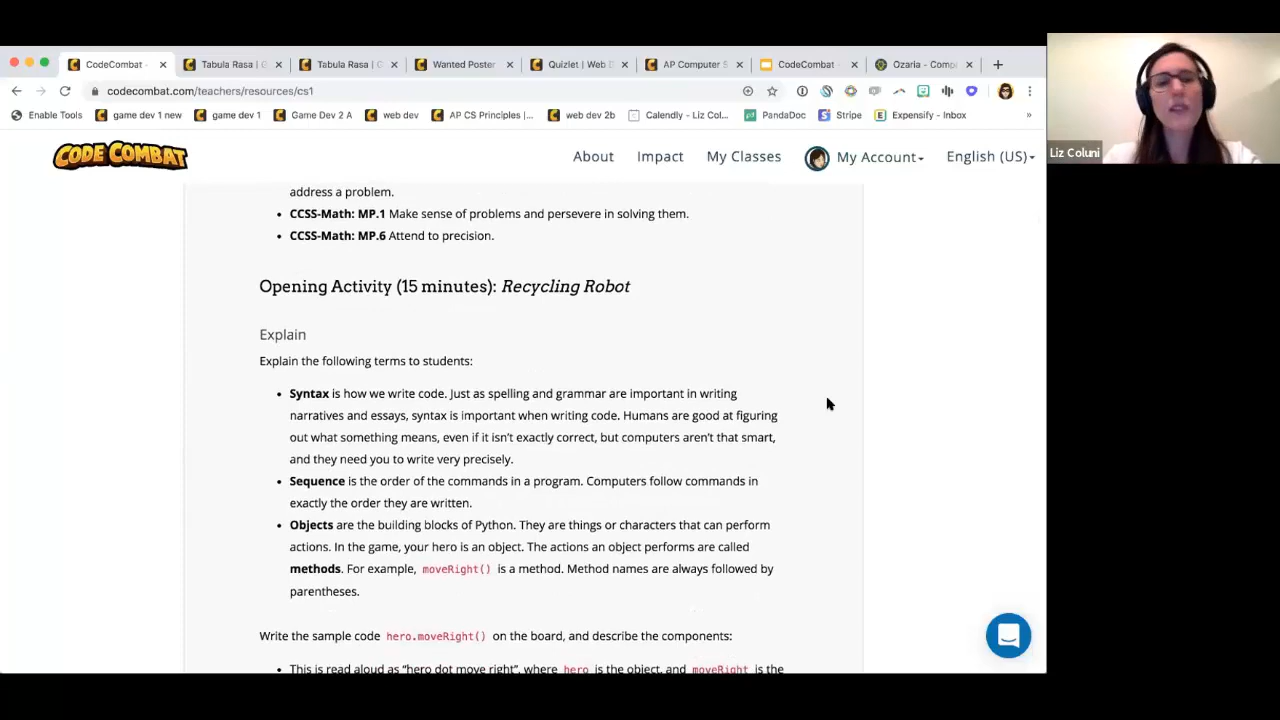 CodeCombat -
Tabula Rasa | G
Tabula Rasa | G
Wanted Poster
Quizlet | Web D
AP Computer S
CodeCombat -
Ozaria - Comp
codecombat.com/teachers/resources/cs1
Enable Tools
game dev 1 new
game dev 1
Game Dev 2 A
web dev
AP CS Principles |...
web dev 2b
Calendly - Liz Col...
PandaDoc
Stripe
Expensify - Inbox
»
CODE COMBAT
About
Impact
My Classes
My Account
English (US)
Liz Coluni
address a problem.
• CCSS-Math: MP.1 Make sense of problems and persevere in solving them.
• CCSS-Math: MP.6 Attend to precision.
Opening Activity (15 minutes): Recycling Robot
Explain
Explain the following terms to students:
• Syntax is how we write code. Just as spelling and grammar are important in writing
narratives and essays, syntax is important when writing code. Humans are good at figuring
out what something means, even if it isn't exactly correct, but computers aren't that smart,
and they need you to write very precisely.
• Sequence is the order of the commands in a program. Computers follow commands in
exactly the order they are written.
• Objects are the building blocks of Python. They are things or characters that can perform
actions. In the game, your hero is an object. The actions an object performs are called
methods. For example, moveRight() is a method. Method names are always followed by
parentheses.
Write the sample code hero.moveRight() on the board, and describe the components:
• This is read aloud as "hero dot move right", where hero is the object, and moveRight is the